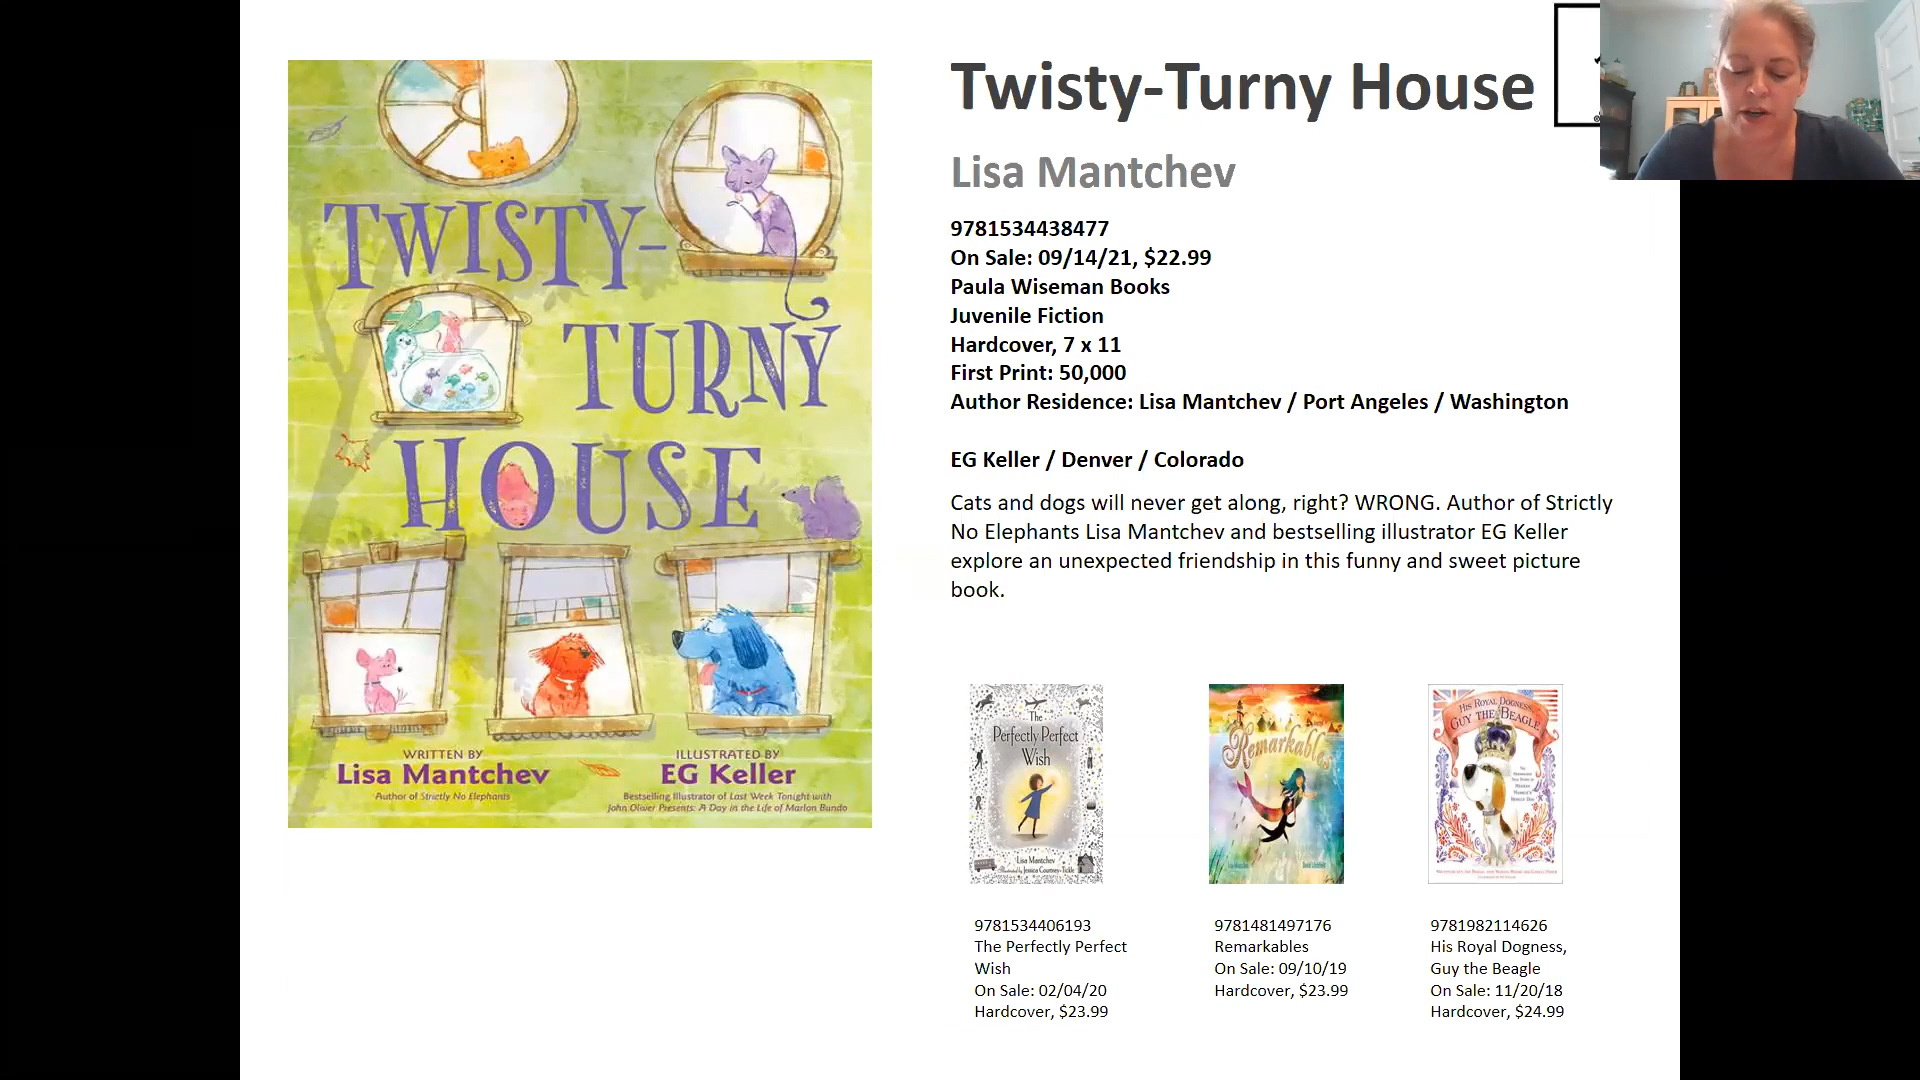 TWISTY-
TURNY
HOUSE
WRITTEN BY
Lisa Mantchev
Author of Strictly No Elephants
ILLUSTRATED BY
EG Keller
Bestselling Illustrator of Last Week Tonight with
John Oliver Presents: A Day in the Life of Marlon Bundo
Twisty-Turny House
Lisa Mantchev
9781534438477
On Sale: 09/14/21, $22.99
Paula Wiseman Books
Juvenile Fiction
Hardcover, 7 x 11
First Print: 50,000
Author Residence: Lisa Mantchev / Port Angeles / Washington
EG Keller / Denver / Colorado
Cats and dogs will never get along, right? WRONG. Author of Strictly
No Elephants Lisa Mantchev and bestselling illustrator EG Keller
explore an unexpected friendship in this funny and sweet picture
book.
The
Perfectly Perfect
Wish
Lisa Mantchev
Illustrated by Jessica Courtney-Tickle
Remarkables
HIS ROYAL DOGNESS,
GUY THE BEAGLE
9781534406193
The Perfectly Perfect
Wish
On Sale: 02/04/20
Hardcover, $23.99
9781481497176
Remarkables
On Sale: 09/10/19
Hardcover, $23.99
9781982114626
His Royal Dogness,
Guy the Beagle
On Sale: 11/20/18
Hardcover, $24.99